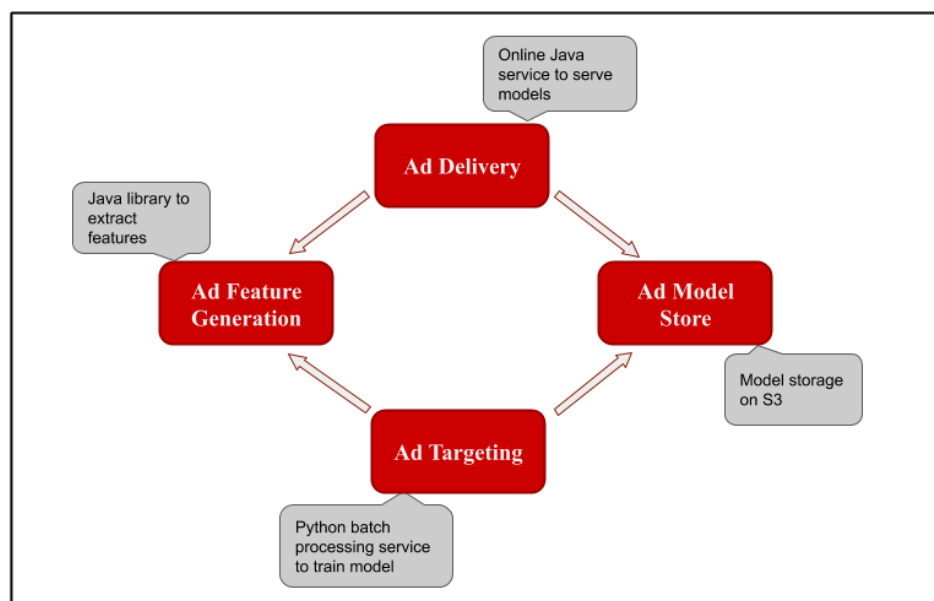 Online Java
service to serve
models
Ad Delivery
Java library to
extract
features
Ad Feature
Generation
Ad Model
Store
Model storage
on S3
Ad Targeting
Python batch
processing service
to train model